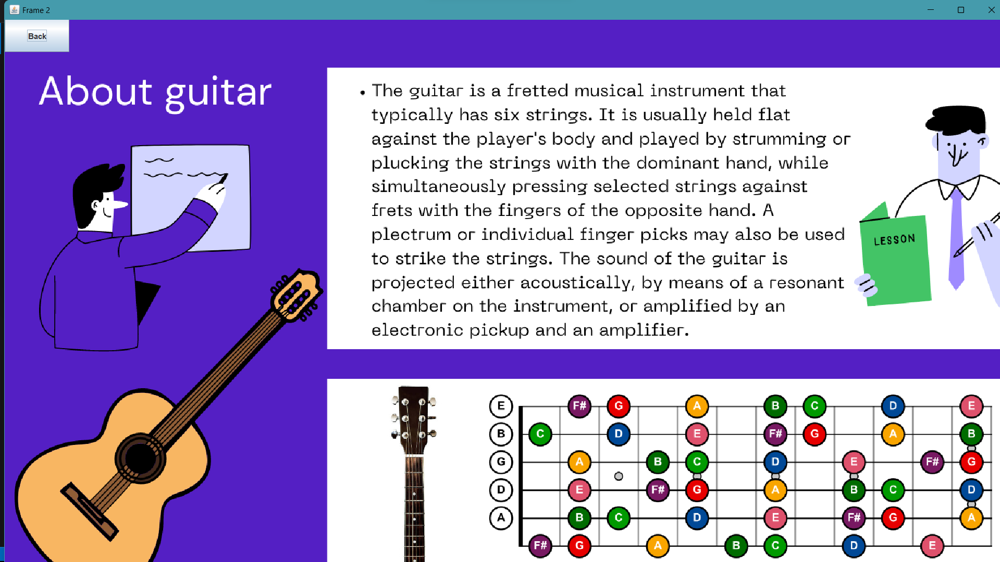 Frame 2
Back
About guitar
• The guitar is a fretted musical instrument that
typically has six strings. It is usually held flat
against the player's body and played by strumming or
plucking the strings with the dominant hand, while
simultaneously pressing selected strings against
frets with the fingers of the opposite hand. A
plectrum or individual finger picks may also be used
to strike the strings. The sound of the guitar is
projected either acoustically, by means of a resonant
chamber on the instrument, or amplified by an
electronic pickup and an amplifier.
LESSON
E F# G A B C D E
B C D E F# G A B
G A B C D E F# G
D E F# G A B C D
A B C D E F# G A
F# G A B C D E